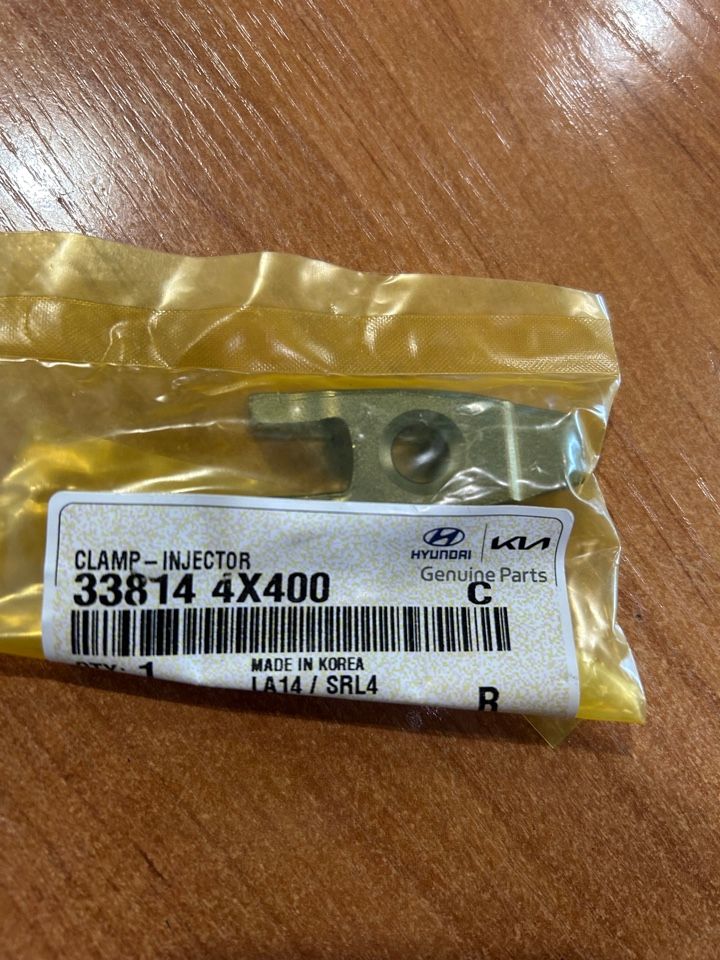 CLAMP-INJECTOR
HYUNDAI KIA
Genuine Parts
33814 4X400 C
QTY: 1 MADE IN KOREA
LA14 / SRL4
R